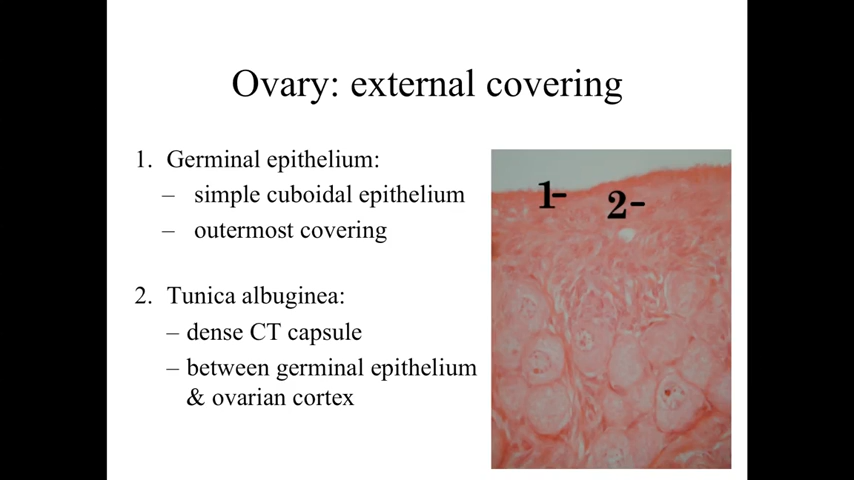 Ovary: external covering
1. Germinal epithelium:
– simple cuboidal epithelium
– outermost covering
2. Tunica albuginea:
– dense CT capsule
– between germinal epithelium
& ovarian cortex
1-
2-